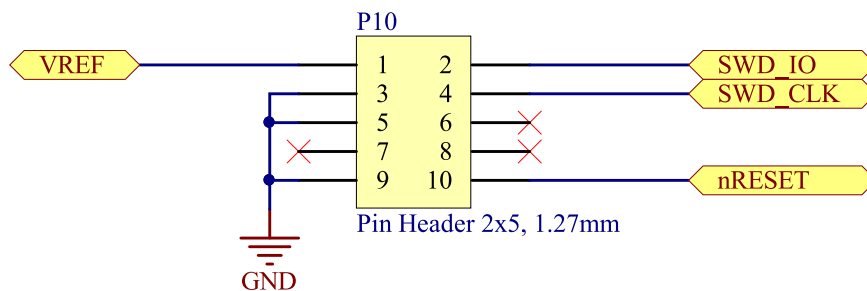 P10
VREF 1 2 SWD_IO
3 4 SWD_CLK
5 6
7 8
9 10 nRESET
Pin Header 2x5, 1.27mm
GND